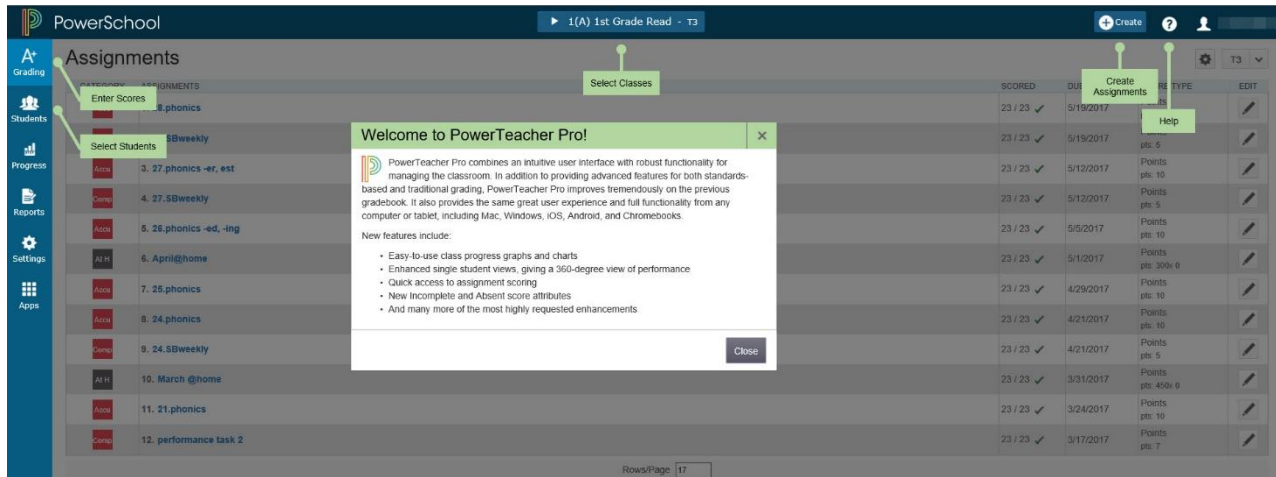 PowerSchool
1(A) 1st Grade Read - T3
Create
A+
Grading
Students
Progress
Reports
Settings
Apps
Assignments
T3
Enter Scores
Select Students
Select Classes
Create
Assignments
Help
ASSIGNMENTS
SCORED
TYPE
EDIT
8.phonics
23 / 23
5/19/2017
SBweekly
23 / 23
5/19/2017
pts: 5
Accu
3. 27.phonics -er, est
23 / 23
5/12/2017
Points
pts: 10
Comp
4. 27.SBweekly
23 / 23
5/12/2017
Points
pts: 5
Accu
5. 26.phonics -ed, -ing
23 / 23
5/5/2017
Points
pts: 10
At H
6. April@home
23 / 23
5/1/2017
Points
pts: 300x 0
Accu
7. 25.phonics
23 / 23
4/29/2017
Points
pts: 10
Accu
8. 24.phonics
23 / 23
4/21/2017
Points
pts: 10
Comp
9. 24.SBweekly
23 / 23
4/21/2017
Points
pts: 5
At H
10. March @home
23 / 23
3/31/2017
Points
pts: 450x 0
Accu
11. 21.phonics
23 / 23
3/24/2017
Points
pts: 10
Comp
12. performance task 2
23 / 23
3/17/2017
Points
pts: 7
Rows/Page 17
Welcome to PowerTeacher Pro!
PowerTeacher Pro combines an intuitive user interface with robust functionality for
managing the classroom. In addition to providing advanced features for both standards-
based and traditional grading, PowerTeacher Pro improves tremendously on the previous
gradebook. It also provides the same great user experience and full functionality from any
computer or tablet, including Mac, Windows, iOS, Android, and Chromebooks.
New features include:
• Easy-to-use class progress graphs and charts
• Enhanced single student views, giving a 360-degree view of performance
• Quick access to assignment scoring
• New Incomplete and Absent score attributes
• And many more of the most highly requested enhancements
Close